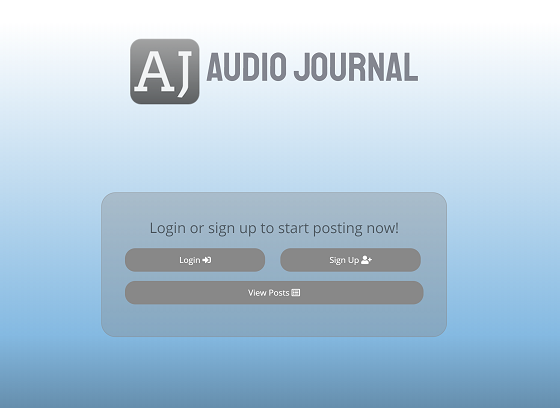 AJ AUDIO JOURNAL
Login or sign up to start posting now!
Login
Sign Up
View Posts